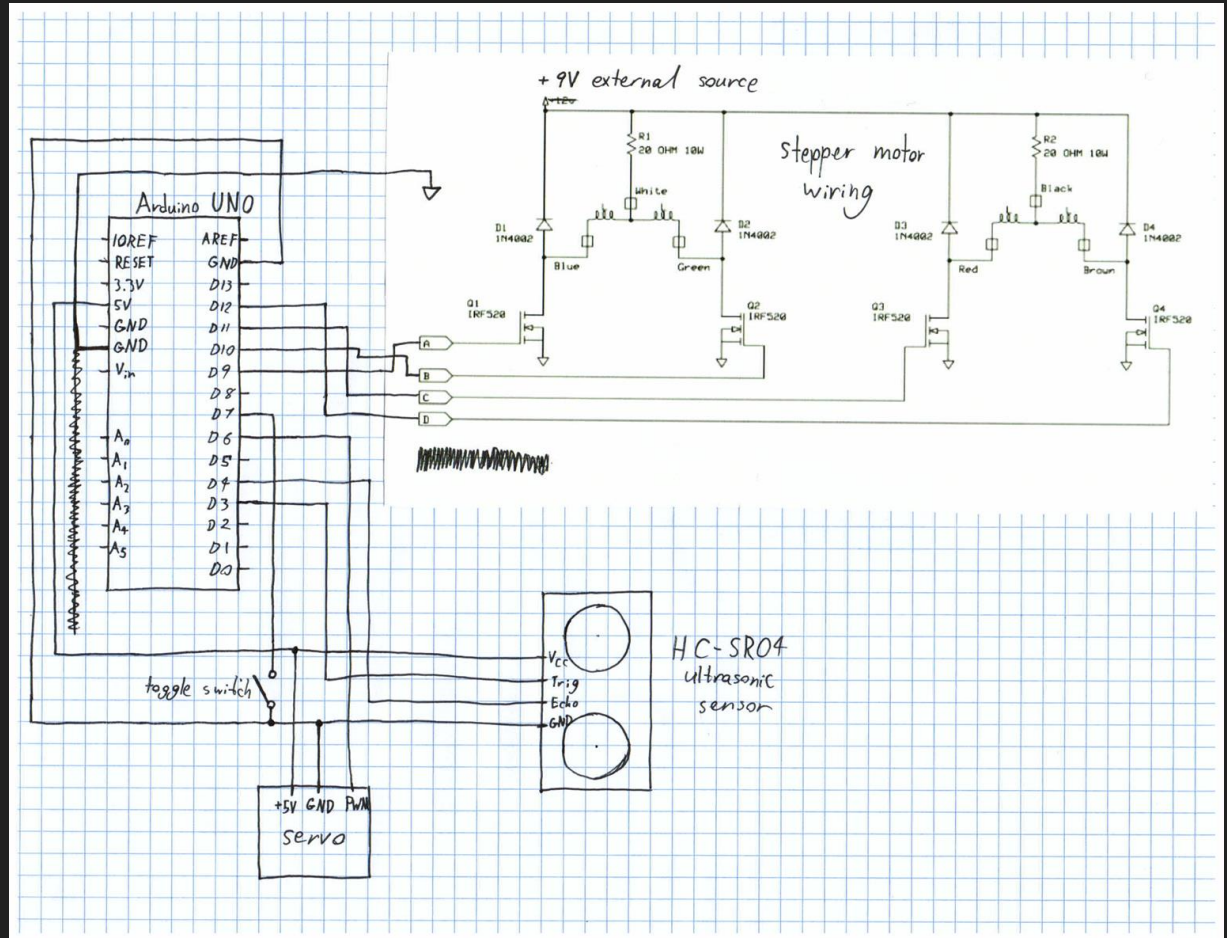 + 9V external source
+12v
R1
20 OHM 10W
R2
20 OHM 10W
Stepper motor
wiring
White
Black
D1
1N4002
D2
1N4002
D3
1N4002
D4
1N4002
Blue
Green
Red
Brown
Q1
IRF520
Q2
IRF520
Q3
IRF520
Q4
IRF520
A
B
C
D
Arduino UNO
IOREF
RESET
3.3V
5V
GND
GND
Vin
A0
A1
A2
A3
A4
A5
AREF
GND
D13
D12
D11
D10
D9
D8
D7
D6
D5
D4
D3
D2
D1
D0
toggle switch
Vcc
Trig
Echo
GND
HC-SR04
ultrasonic
sensor
+5V GND PWM
Servo